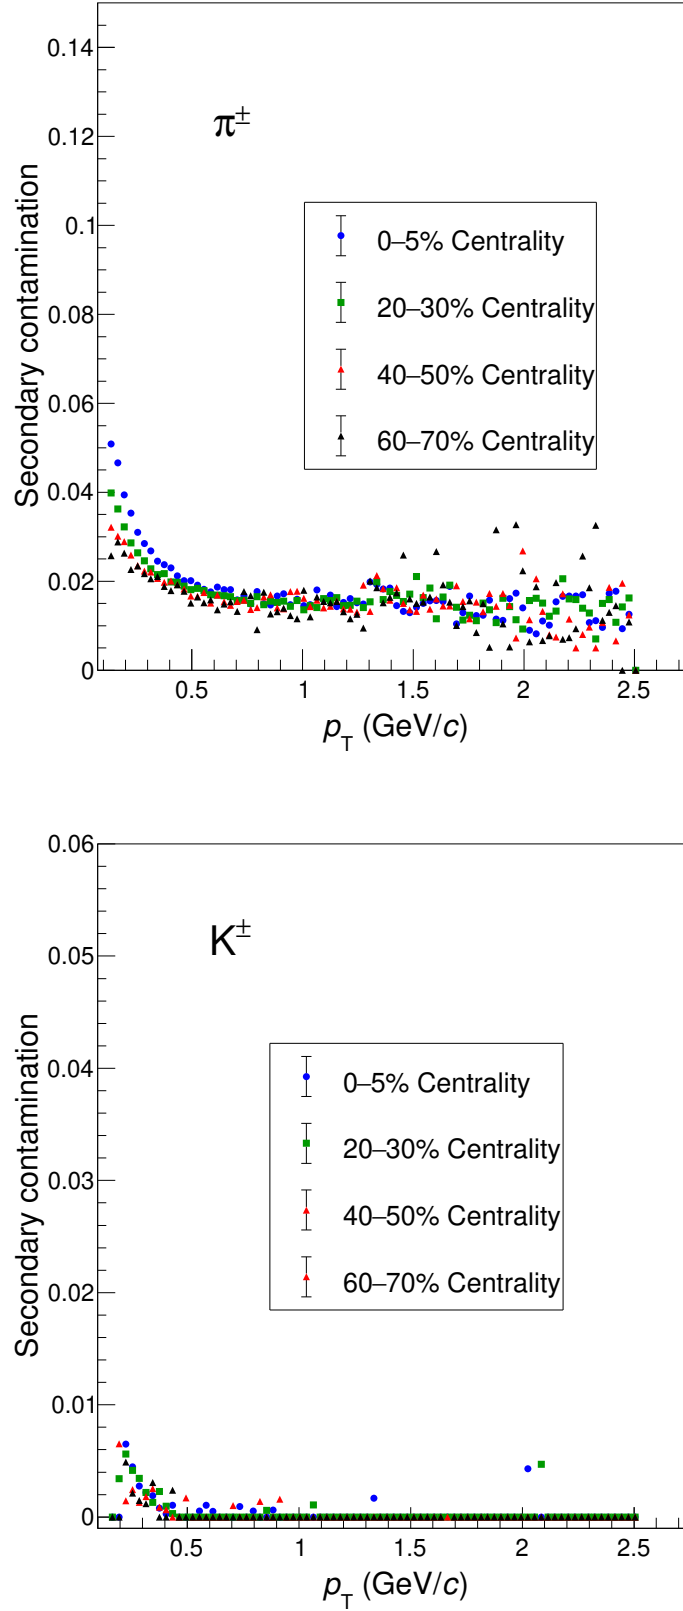 0.14
0.12
π±
0.1
0–5% Centrality
0.08
20–30% Centrality
40–50% Centrality
0.06
60–70% Centrality
Secondary contamination
0.04
0.02
0
0.5 1 1.5 2 2.5
pT (GeV/c)
0.06
0.05
K±
0.04
0–5% Centrality
20–30% Centrality
0.03
40–50% Centrality
60–70% Centrality
Secondary contamination
0.02
0.01
0
0.5 1 1.5 2 2.5
pT (GeV/c)